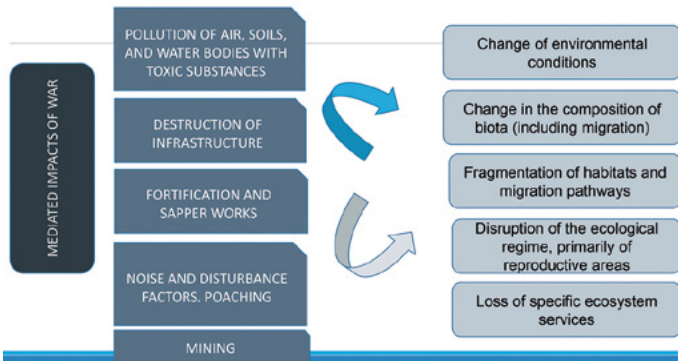 MEDIATED IMPACTS OF WAR
POLLUTION OF AIR, SOILS,
AND WATER BODIES WITH
TOXIC SUBSTANCES
DESTRUCTION OF
INFRASTRUCTURE
FORTIFICATION AND
SAPPER WORKS
NOISE AND DISTURBANCE
FACTORS. POACHING
MINING
Change of environmental
conditions
Change in the composition of
biota (including migration)
Fragmentation of habitats and
migration pathways
Disruption of the ecological
regime, primarily of
reproductive areas
Loss of specific ecosystem
services